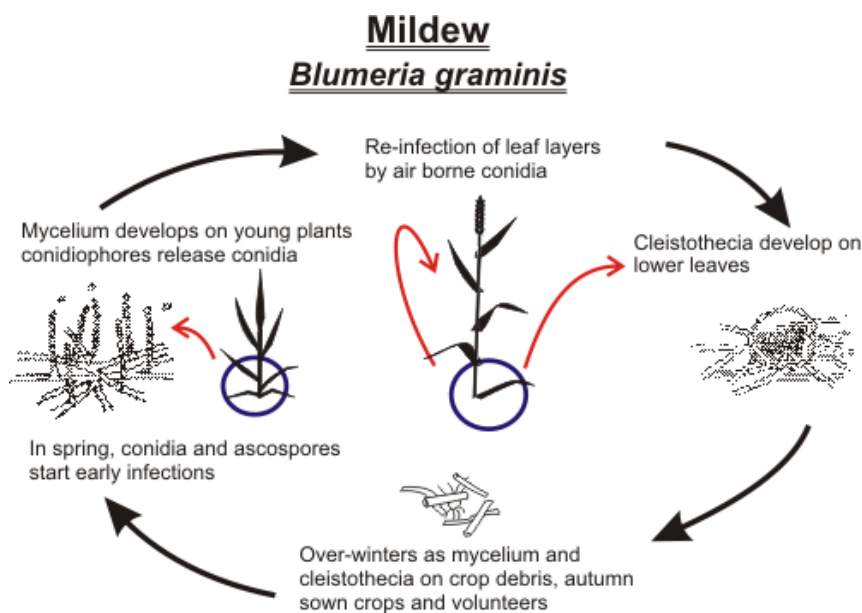 Mildew
Blumeria graminis
Re-infection of leaf layers
by air borne conidia
Mycelium develops on young plants
conidiophores release conidia
Cleistothecia develop on
lower leaves
In spring, conidia and ascospores
start early infections
Over-winters as mycelium and
cleistothecia on crop debris, autumn
sown crops and volunteers